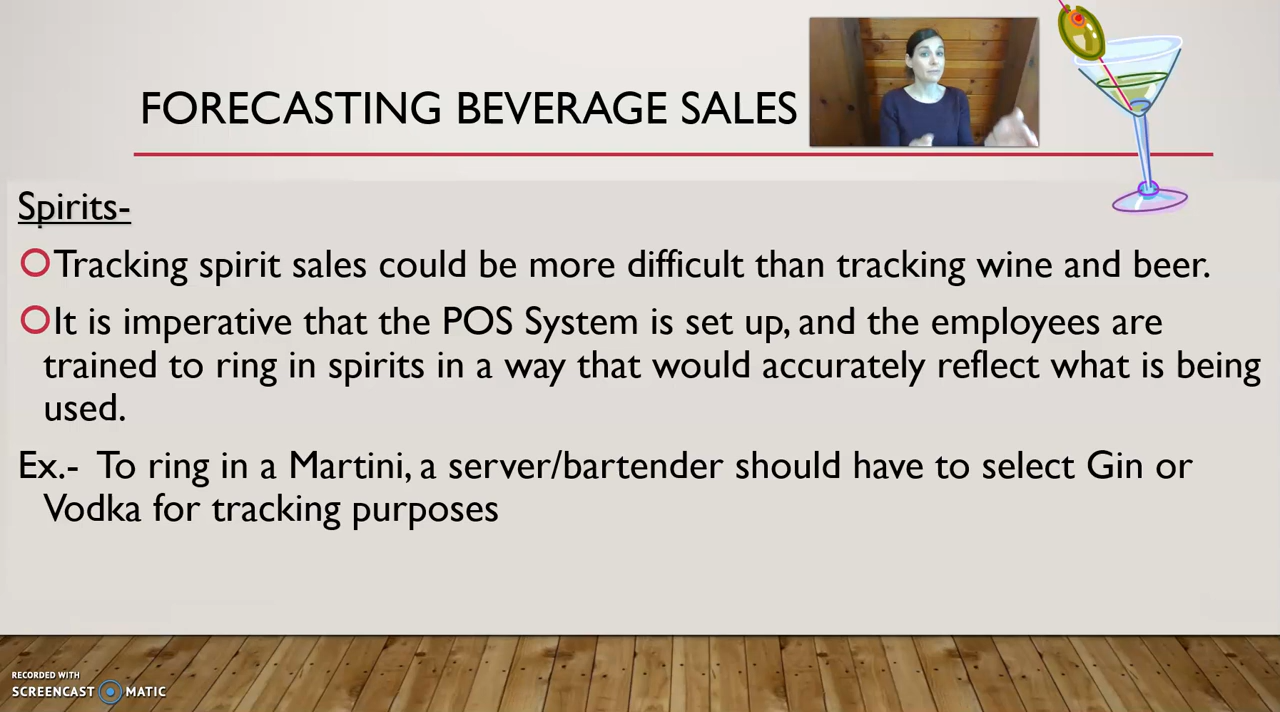 FORECASTING BEVERAGE SALES
Spirits-
Tracking spirit sales could be more difficult than tracking wine and beer.
It is imperative that the POS System is set up, and the employees are
trained to ring in spirits in a way that would accurately reflect what is being
used.
Ex.- To ring in a Martini, a server/bartender should have to select Gin or
Vodka for tracking purposes
RECORDED WITH
SCREENCAST MATIC